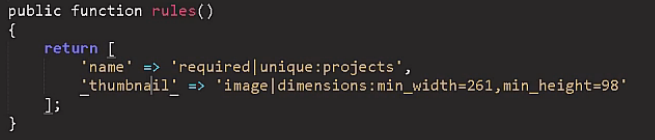 public function rules()
{
return [
'name' => 'required|unique:projects',
'thumbnail' => 'image|dimensions:min_width=261,min_height=98'
];
}